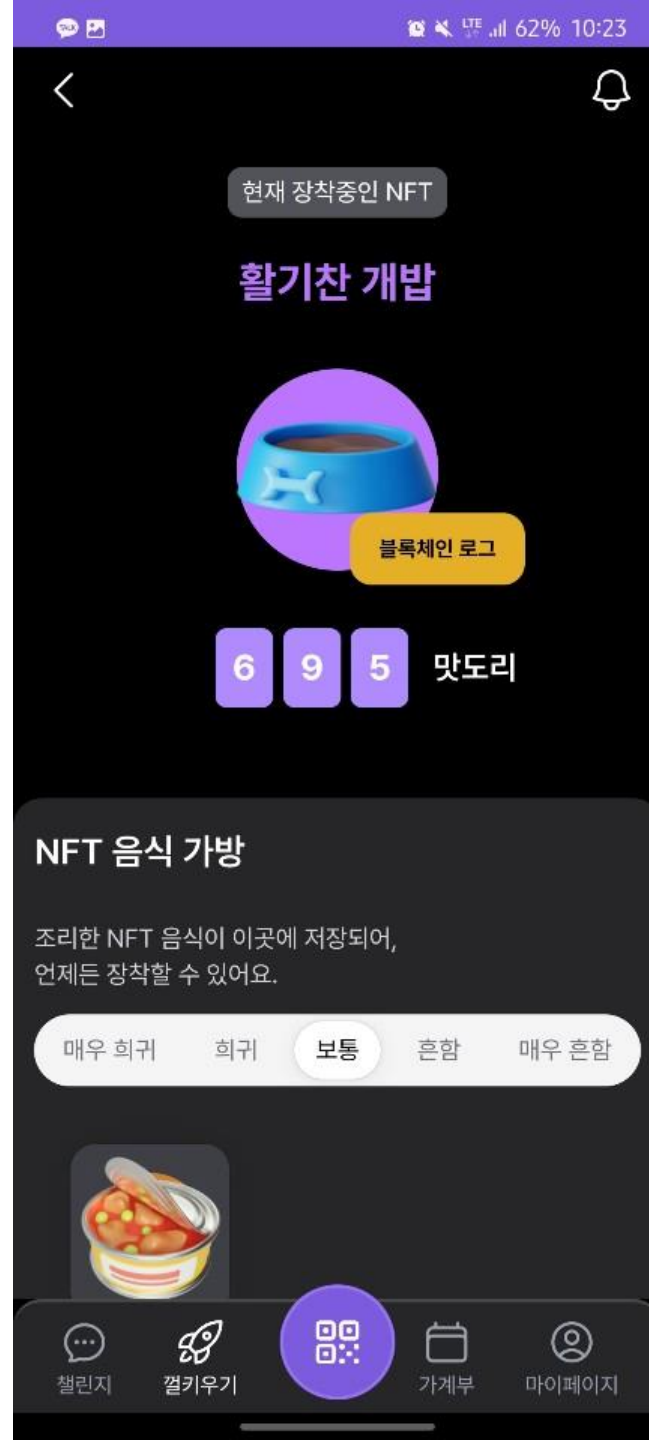 TALK
LTE 62% 10:23
현재 장착중인 NFT
활기찬 개밥
블록체인 로그
6 9 5 맛도리
NFT 음식 가방
조리한 NFT 음식이 이곳에 저장되어,
언제든 장착할 수 있어요.
매우 희귀 희귀 보통 흔함 매우 흔함
챌린지 껄키우기 가계부 마이페이지